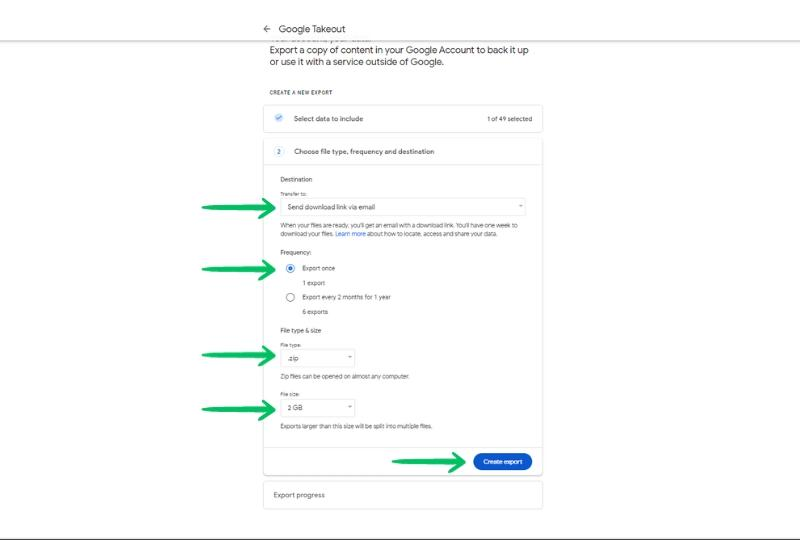 Google Takeout
Export a copy of content in your Google Account to back it up
or use it with a service outside of Google.
CREATE A NEW EXPORT
Select data to include
1 of 49 selected
2
Choose file type, frequency and destination
Destination
Transfer to:
Send download link via email
When your files are ready, you'll get an email with a download link. You'll have one week to
download your files. Learn more about how to locate, access and share your data.
Frequency:
Export once
1 export
Export every 2 months for 1 year
6 exports
File type & size
File type:
.zip
Zip files can be opened on almost any computer.
File size:
2 GB
Exports larger than this size will be split into multiple files.
Create export
Export progress